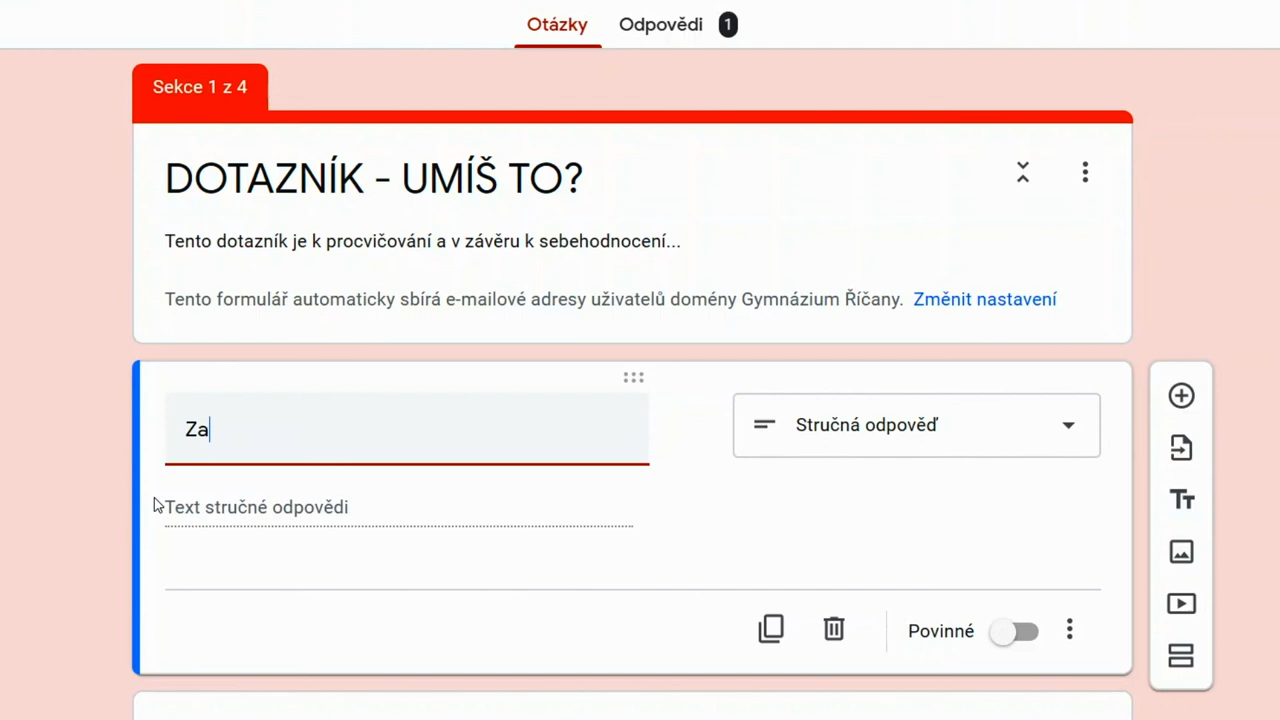 Otázky
Odpovědi 1
Sekce 1 z 4
DOTAZNÍK - UMÍŠ TO?
Tento dotazník je k procvičování a v závěru k sebehodnocení...
Tento formulář automaticky sbírá e-mailové adresy uživatelů domény Gymnázium Říčany. Změnit nastavení
Za
Stručná odpověď
Text stručné odpovědi
Povinné